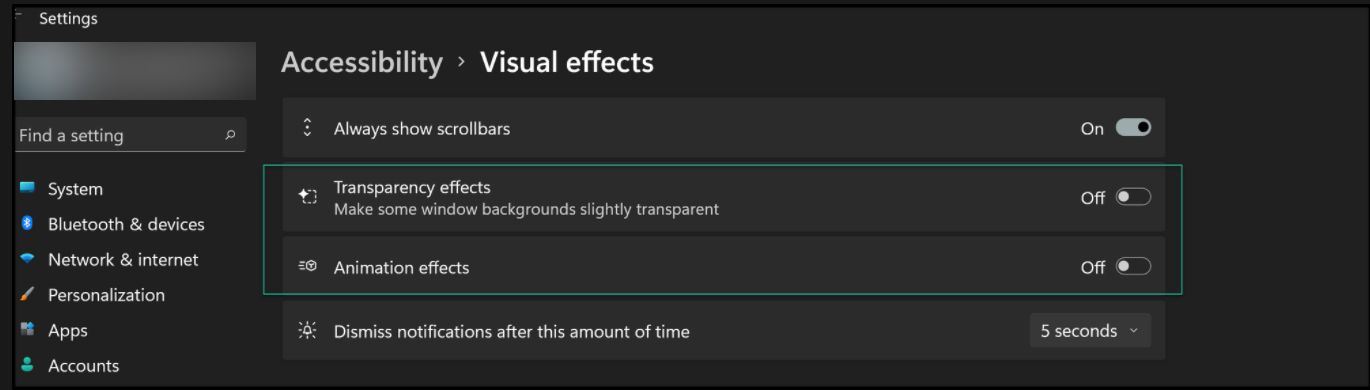 Settings
Accessibility > Visual effects
Find a setting
System
Bluetooth & devices
Network & internet
Personalization
Apps
Accounts
Always show scrollbars
On
Transparency effects
Make some window backgrounds slightly transparent
Off
Animation effects
Off
Dismiss notifications after this amount of time
5 seconds